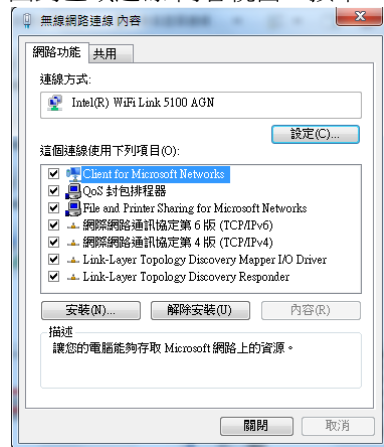 無線網路連線 內容
網路功能 共用
連線方式:
Intel(R) WiFi Link 5100 AGN
設定(C)...
這個連線使用下列項目(O):
Client for Microsoft Networks
QoS 封包排程器
File and Printer Sharing for Microsoft Networks
網際網路通訊協定第 6 版 (TCP/IPv6)
網際網路通訊協定第 4 版 (TCP/IPv4)
Link-Layer Topology Discovery Mapper I/O Driver
Link-Layer Topology Discovery Responder
安裝(N)... 解除安裝(U) 內容(R)
描述
讓您的電腦能夠存取 Microsoft 網路上的資源。
關閉 取消